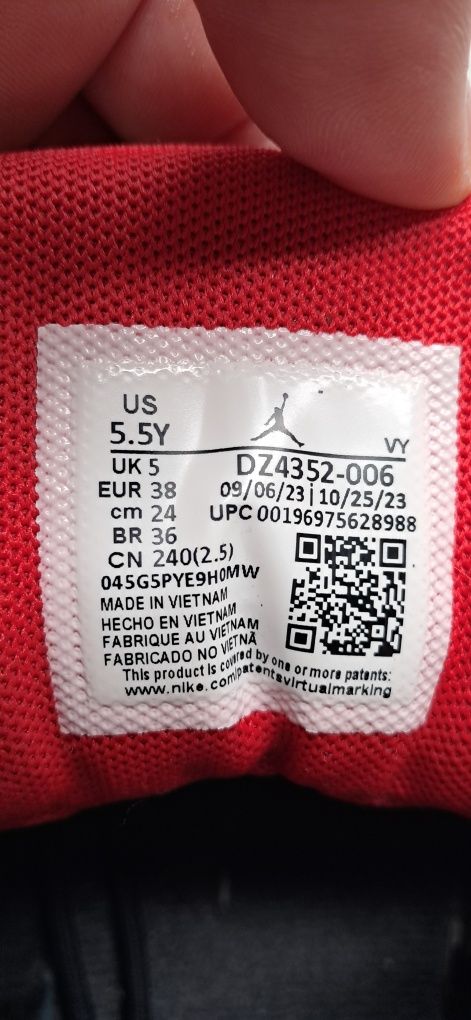 US
5.5Y
VY
UK 5
EUR 38
cm 24
BR 36
CN 240(2.5)
DZ4352-006
09/06/23 | 10/25/23
UPC 00196975628988
045G5PYE9H0MW
MADE IN VIETNAM
HECHO EN VIETNAM
FABRIQUE AU VIETNAM
FABRICADO NO VIETNÃ
This product is covered by one or more patents:
www.nike.com/patentsvirtualmarking